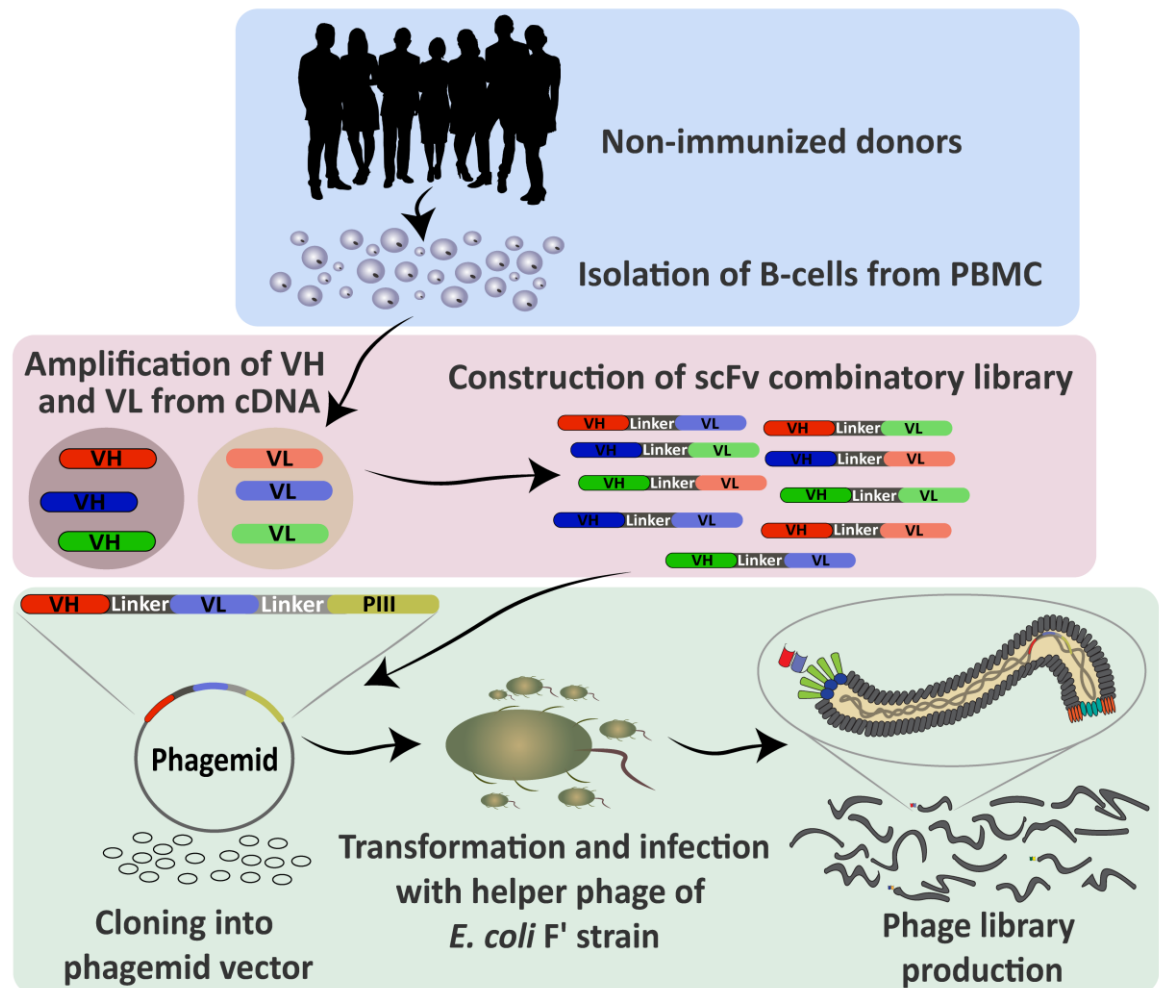 Non-immunized donors
Isolation of B-cells from PBMC
Amplification of VH
and VL from cDNA
VH
VH
VH
VL
VL
VL
Construction of scFv combinatory library
VH Linker VL
VH Linker VL
VH Linker VL
VH Linker VL
VH Linker VL
VH Linker VL
VH Linker VL
VH Linker VL
VH Linker VL
VH Linker VL Linker PIII
Phagemid
Cloning into
phagemid vector
Transformation and infection
with helper phage of
E. coli F' strain
Phage library
production